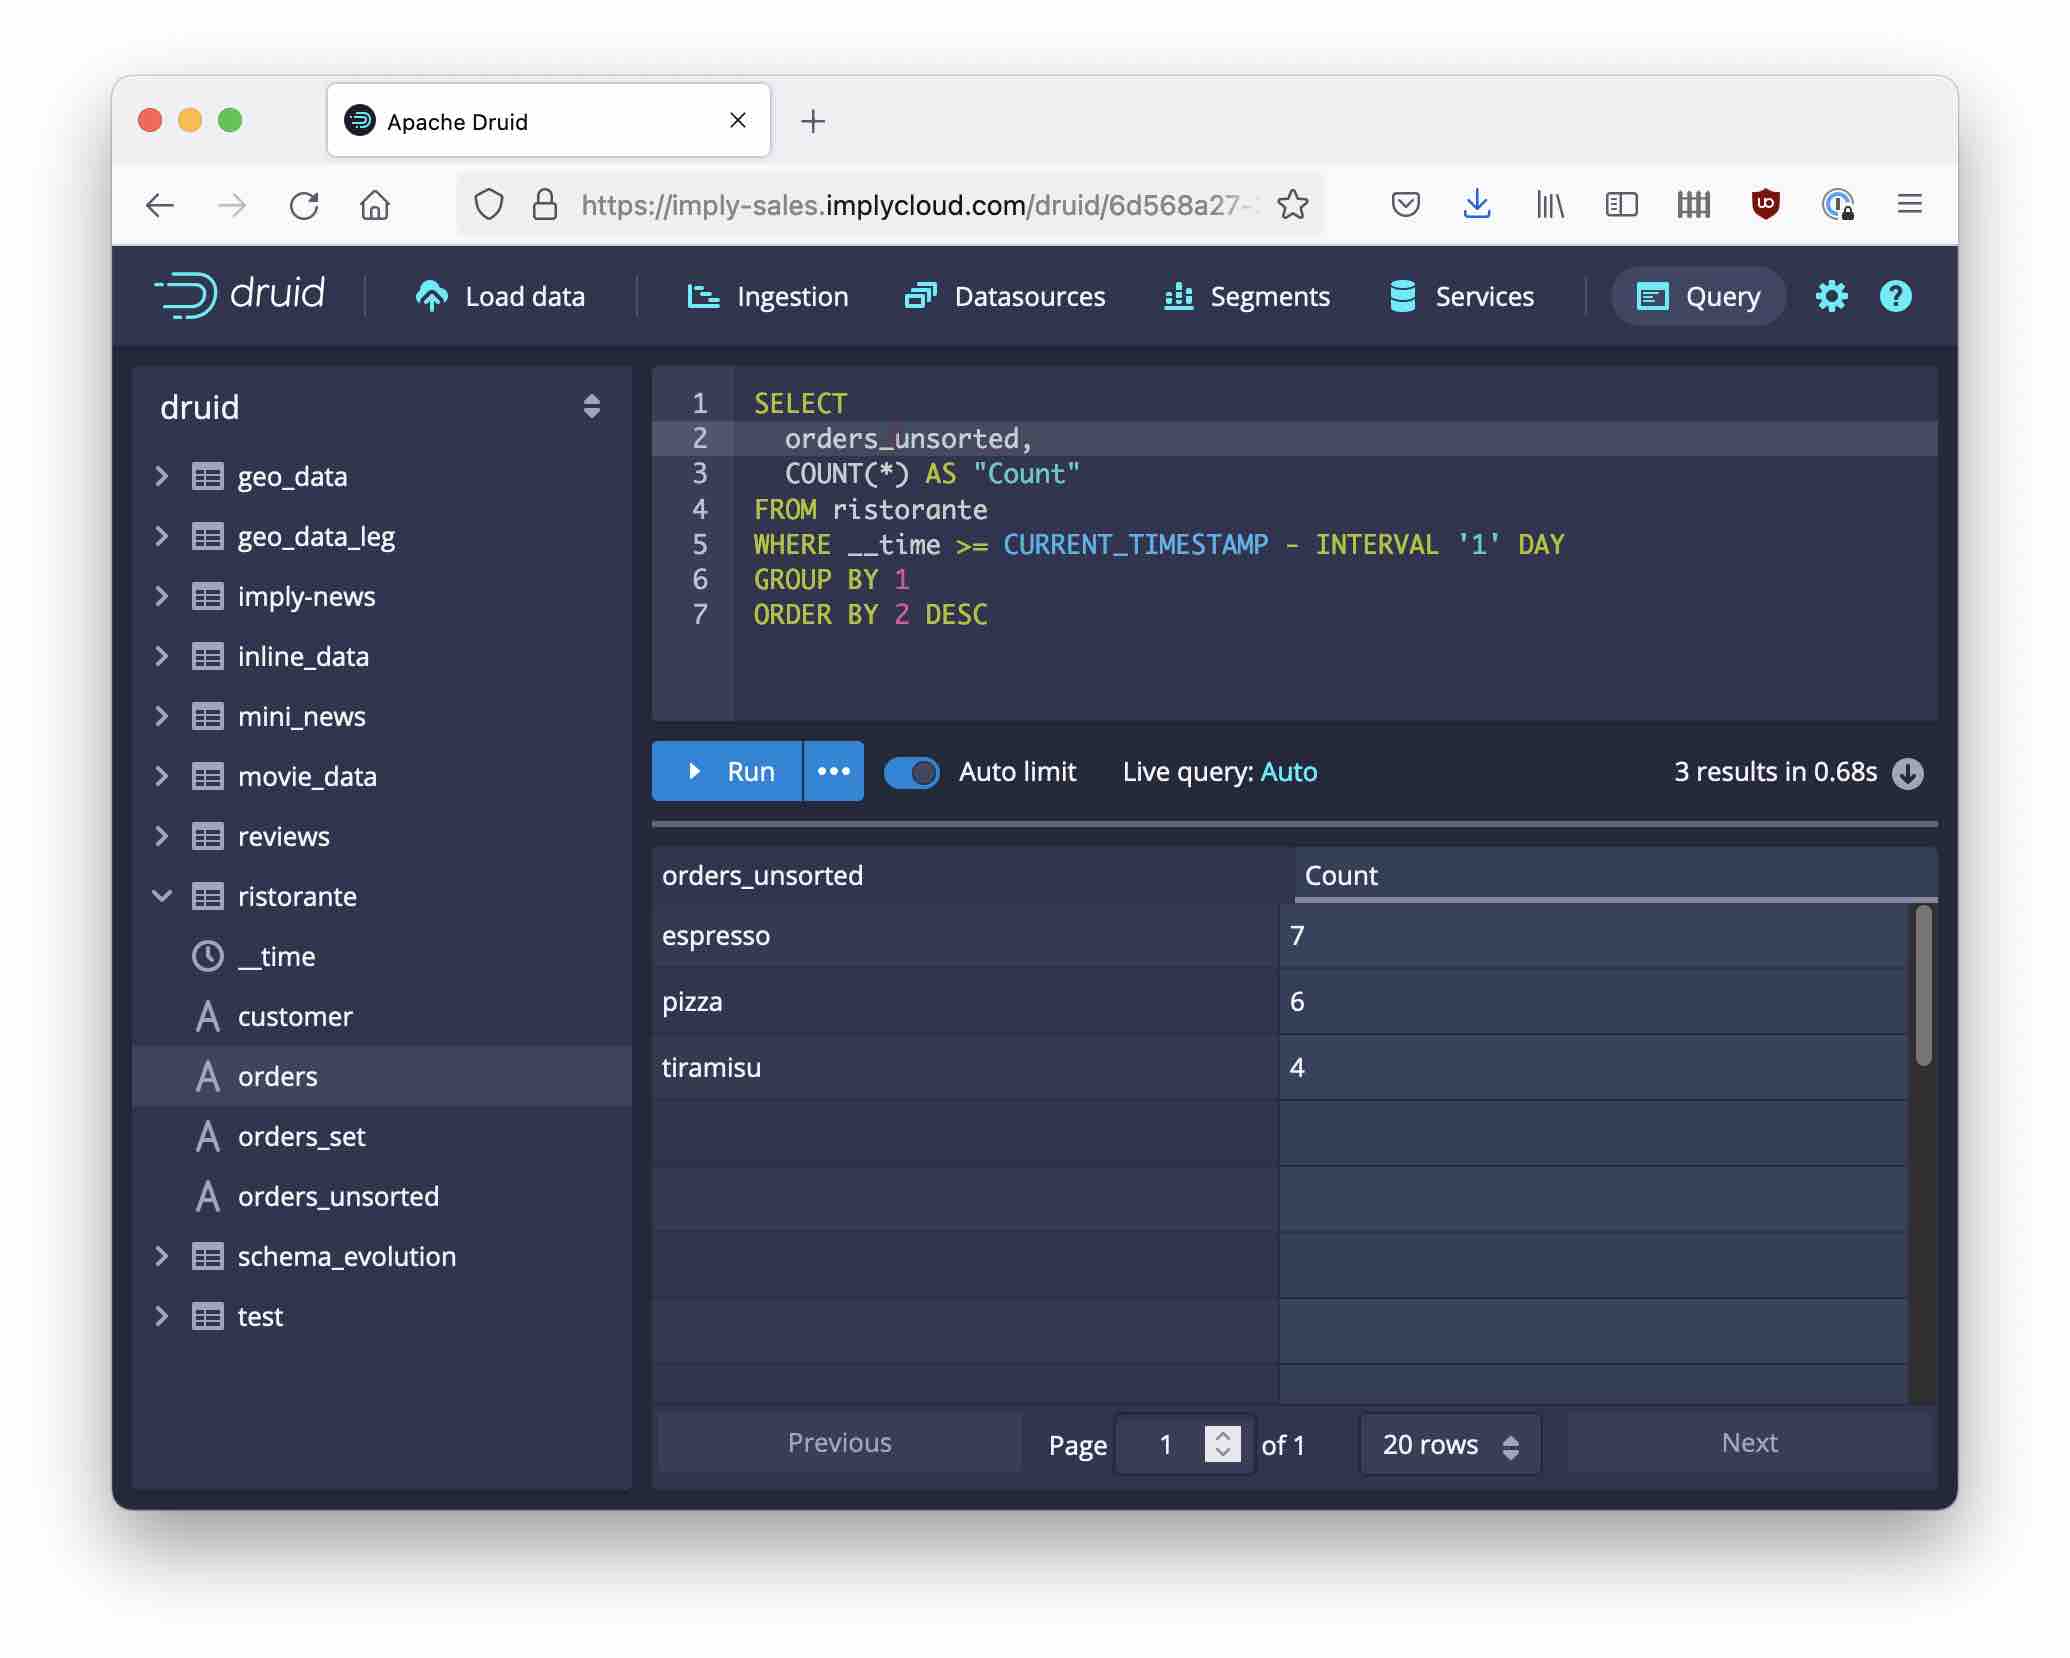 Apache Druid
https://imply-sales.implycloud.com/druid/6d568a27-
druid
Load data
Ingestion
Datasources
Segments
Services
Query
druid
geo_data
geo_data_leg
imply-news
inline_data
mini_news
movie_data
reviews
ristorante
__time
customer
orders
orders_set
orders_unsorted
schema_evolution
test
1 SELECT
2 orders_unsorted,
3 COUNT(*) AS "Count"
4 FROM ristorante
5 WHERE __time >= CURRENT_TIMESTAMP - INTERVAL '1' DAY
6 GROUP BY 1
7 ORDER BY 2 DESC
Run
Auto limit
Live query: Auto
3 results in 0.68s
orders_unsorted Count
espresso 7
pizza 6
tiramisu 4
Previous
Page 1 of 1
20 rows
Next